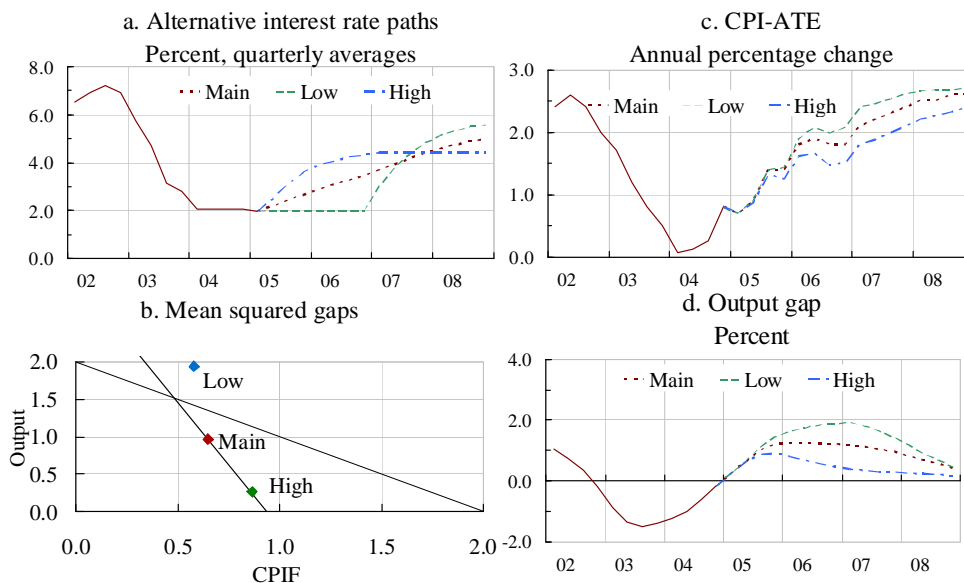 a. Alternative interest rate paths
Percent, quarterly averages
8.0
Main Low High
6.0
4.0
2.0
0.0
02 03 04 05 06 07 08
c. CPI-ATE
Annual percentage change
3.0
Main Low High
2.0
1.0
0.0
02 03 04 05 06 07 08
b. Mean squared gaps
2.0
Low
1.5
Output
1.0
Main
0.5
High
0.0
0.0 0.5 1.0 1.5 2.0
CPIF
d. Output gap
Percent
4.0
Main Low High
2.0
0.0
-2.0
02 03 04 05 06 07 08